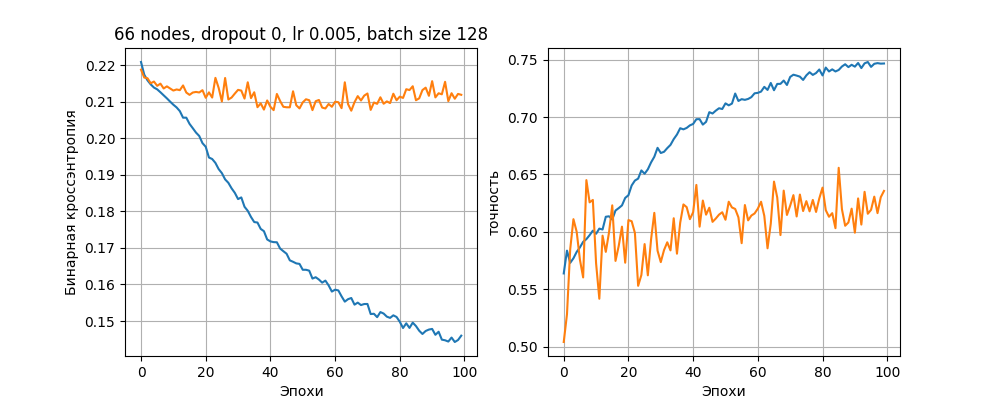 66 nodes, dropout 0, lr 0.005, batch size 128
Бинарная кроссэнтропия
0.22
0.21
0.20
0.19
0.18
0.17
0.16
0.15
0 20 40 60 80 100
Эпохи
точность
0.75
0.70
0.65
0.60
0.55
0.50
0 20 40 60 80 100
Эпохи